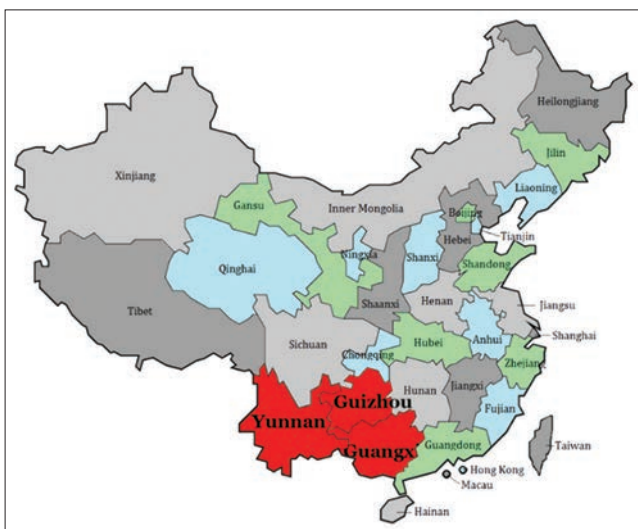 Heilongjiang
Jilin
Xinjiang
Liaoning
Gansu
Inner Mongolia
Beijing
Tianjin
Hebei
Ningxia
Shanxi
Shandong
Qinghai
Shaanxi
Henan
Jiangsu
Tibet
Shanghai
Sichuan
Anhui
Hubei
Chongqing
Zhejiang
Hunan
Jiangxi
Guizhou
Yunnan
Fujian
Guangx
Guangdong
Taiwan
Hong Kong
Macau
Hainan